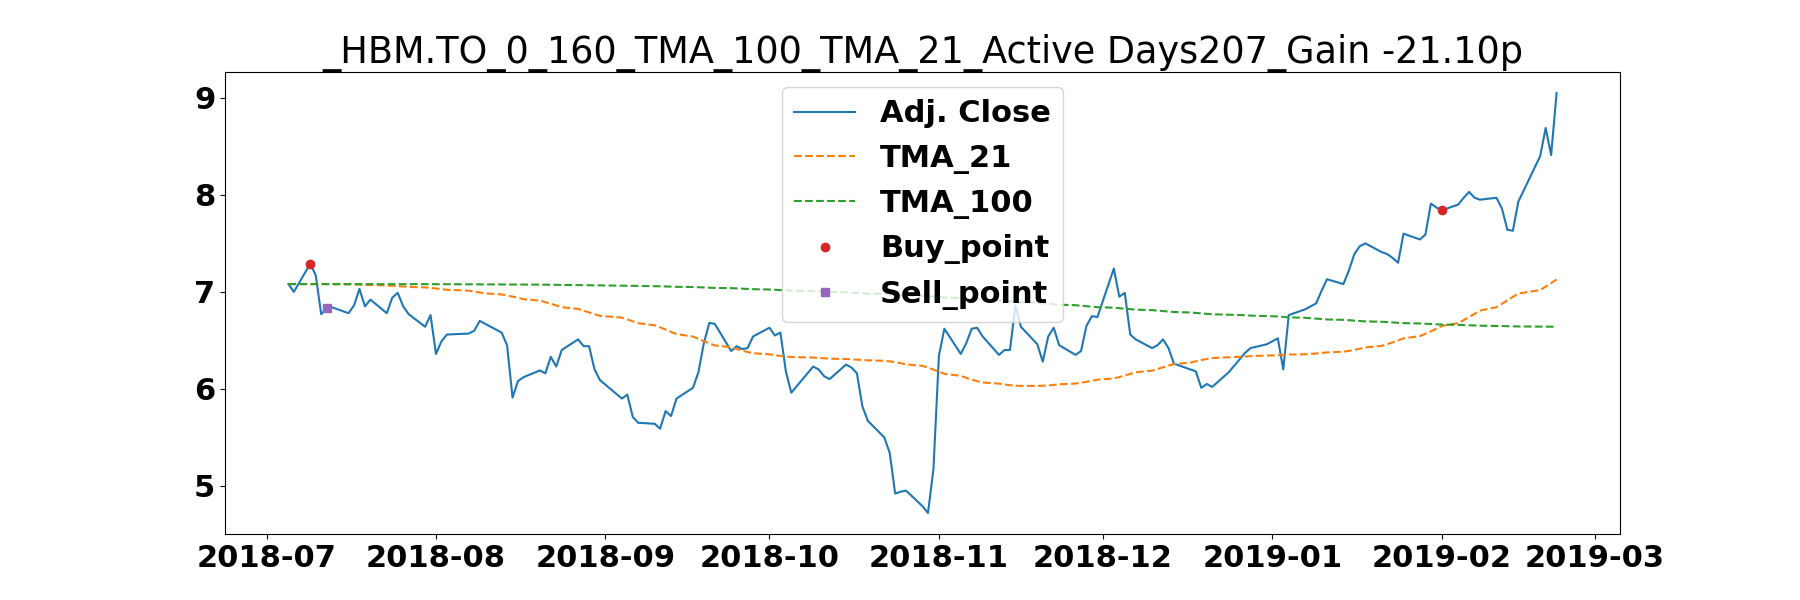 _HBM.TO_0_160_TMA_100_TMA_21_Active Days207_Gain -21.10p
9
8
7
6
5
Adj. Close
TMA_21
TMA_100
Buy_point
Sell_point
2018-07 2018-08 2018-09 2018-10 2018-11 2018-12 2019-01 2019-02 2019-03